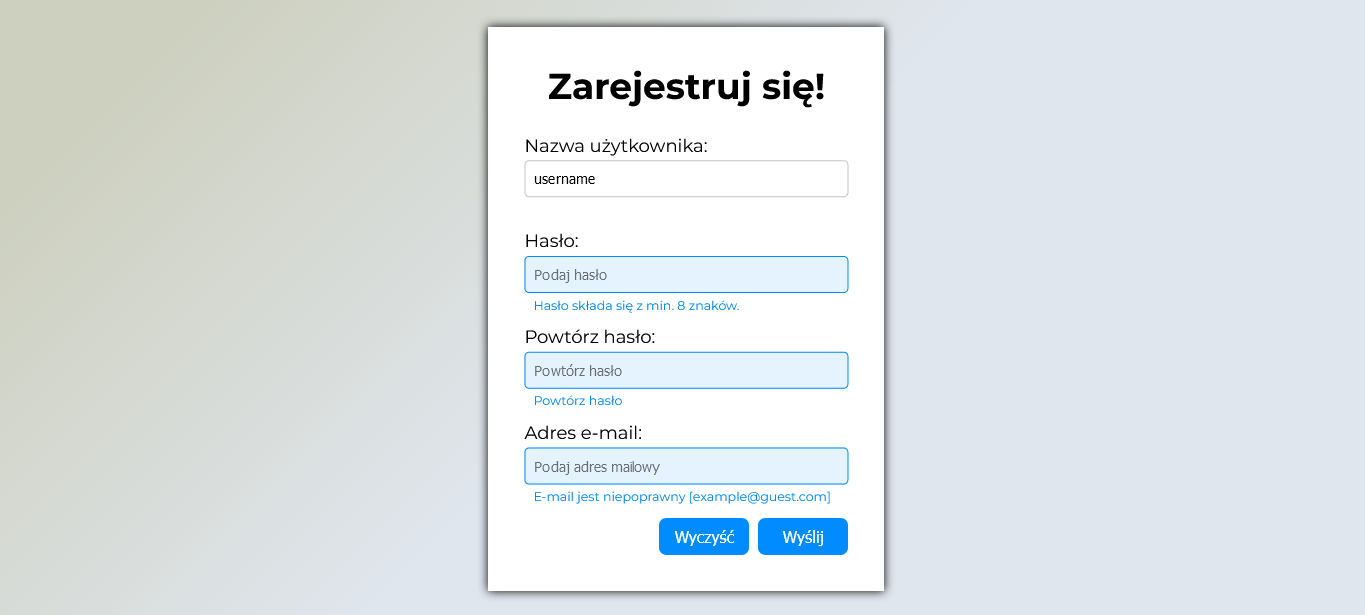 Zarejestruj się!
Nazwa użytkownika:
username
Hasło:
Podaj hasło
Hasło składa się z min. 8 znaków.
Powtórz hasło:
Powtórz hasło
Powtórz hasło
Adres e-mail:
Podaj adres mailowy
E-mail jest niepoprawny [example@guest.com]
Wyczyść Wyślij